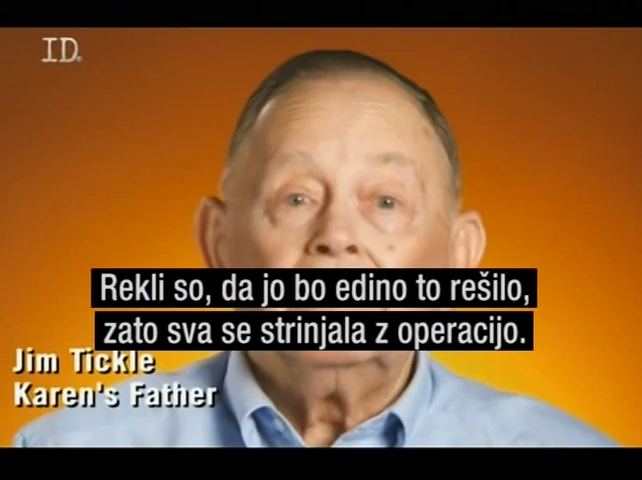 ID.
Rekli so, da jo bo edino to rešilo,
zato sva se strinjala z operacijo.
Jim Tickle
Karen's Father